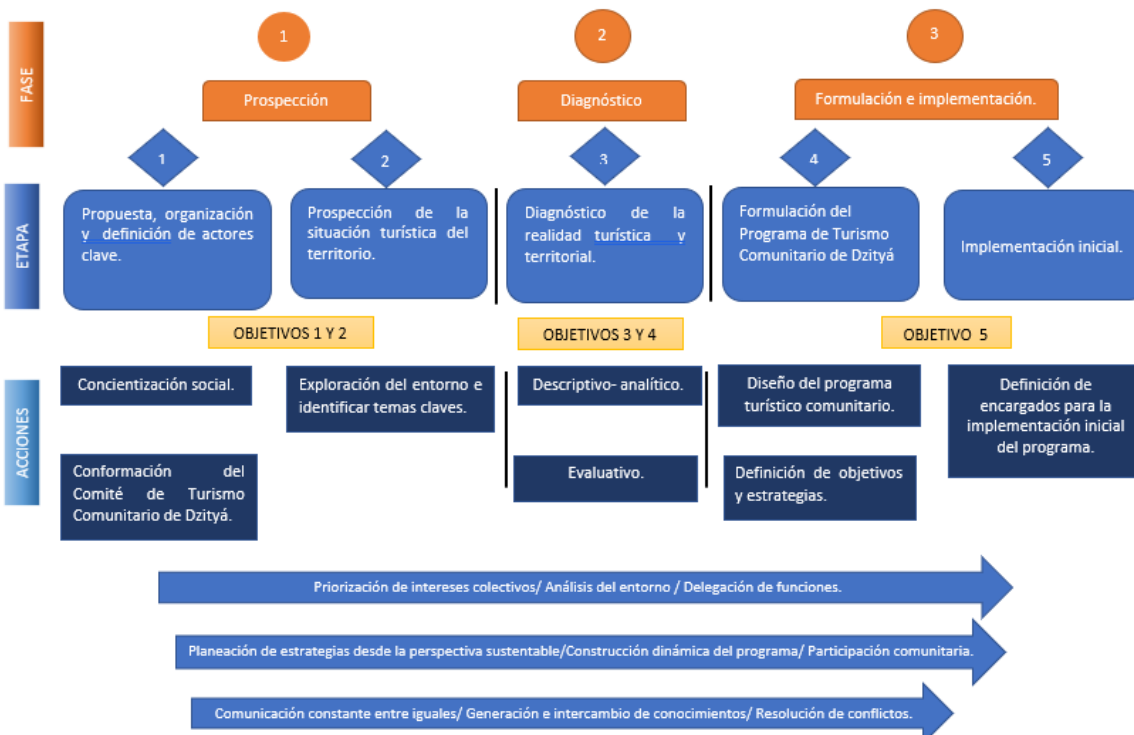 FASE
1
2
3
Prospección
Diagnóstico
Formulación e implementación.
ETAPA
1
2
3
4
5
Propuesta, organización
y definición de actores
clave.
Prospección de la
situación turística del
territorio.
Diagnóstico de la
realidad turística y
territorial.
Formulación del
Programa de Turismo
Comunitario de Dzityá
Implementación inicial.
OBJETIVOS 1 Y 2
OBJETIVOS 3 Y 4
OBJETIVO 5
ACCIONES
Concientización social.
Conformación del
Comité de Turismo
Comunitario de Dzityá.
Exploración del entorno e
identificar temas claves.
Descriptivo- analítico.
Evaluativo.
Diseño del programa
turístico comunitario.
Definición de objetivos
y estrategias.
Definición de
encargados para la
implementación inicial
del programa.
Priorización de intereses colectivos/ Análisis del entorno / Delegación de funciones.
Planeación de estrategias desde la perspectiva sustentable/Construcción dinámica del programa/ Participación comunitaria.
Comunicación constante entre iguales/ Generación e intercambio de conocimientos/ Resolución de conflictos.